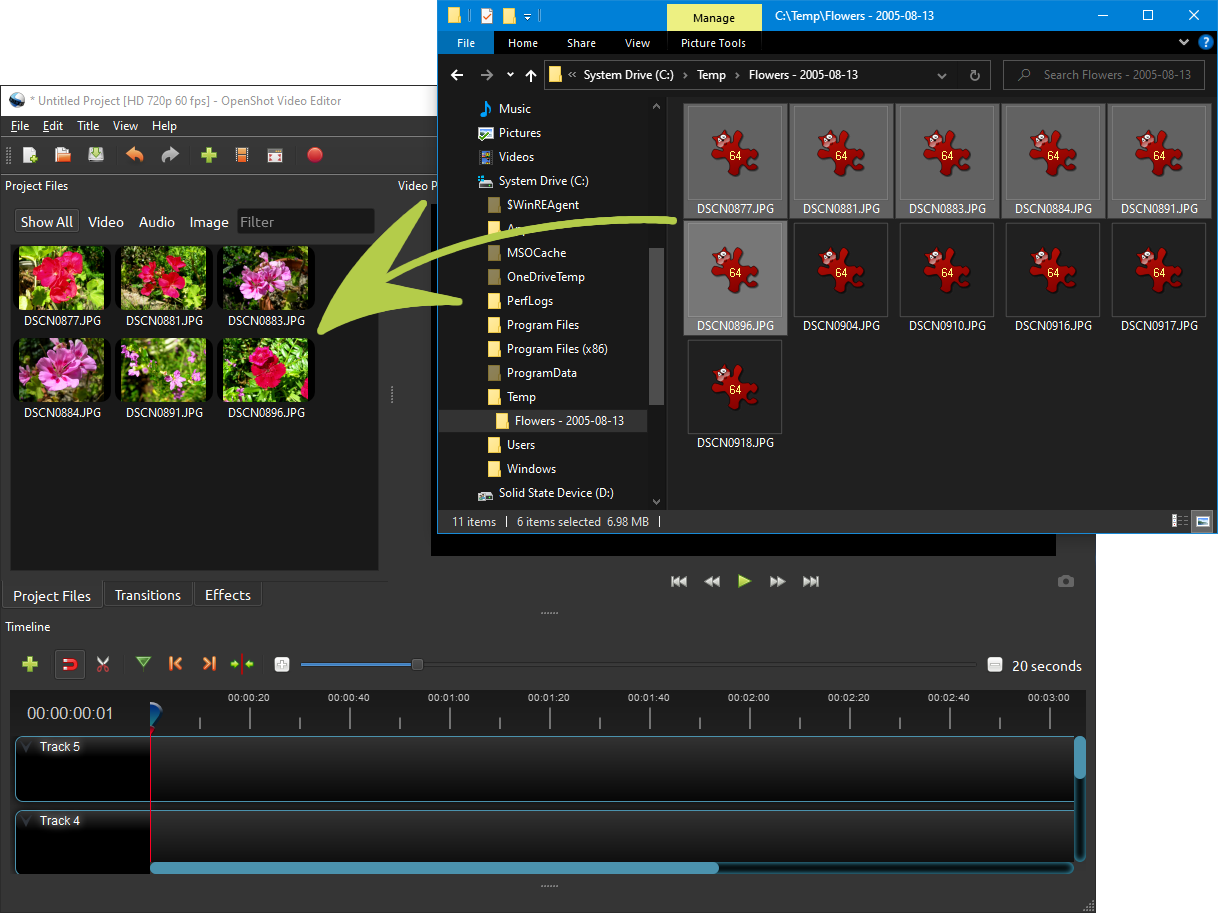 Manage
C:\Temp\Flowers - 2005-08-13
File
Home
Share
View
Picture Tools
System Drive (C:)
Temp
Flowers - 2005-08-13
Search Flowers - 2005-08-13
Music
Pictures
Videos
System Drive (C:)
$WinREAgent
MSOCache
OneDriveTemp
PerfLogs
Program Files
Program Files (x86)
ProgramData
Temp
Flowers - 2005-08-13
Users
Windows
Solid State Device (D:)
64 64 64 64 64
DSCN0877.JPG DSCN0881.JPG DSCN0883.JPG DSCN0884.JPG DSCN0891.JPG
64 64 64 64 64
DSCN0896.JPG DSCN0904.JPG DSCN0910.JPG DSCN0916.JPG DSCN0917.JPG
64
DSCN0918.JPG
11 items
6 items selected 6.98 MB
* Untitled Project [HD 720p 60 fps] - OpenShot Video Editor
File Edit Title View Help
Project Files
Video P
Show All Video Audio Image Filter
DSCN0877.JPG DSCN0881.JPG DSCN0883.JPG
DSCN0884.JPG DSCN0891.JPG DSCN0896.JPG
Project Files Transitions Effects
Timeline
20 seconds
00:00:00:01
00:00:20 00:00:40 00:01:00 00:01:20 00:01:40 00:02:00 00:02:20 00:02:40 00:03:00
Track 5
Track 4